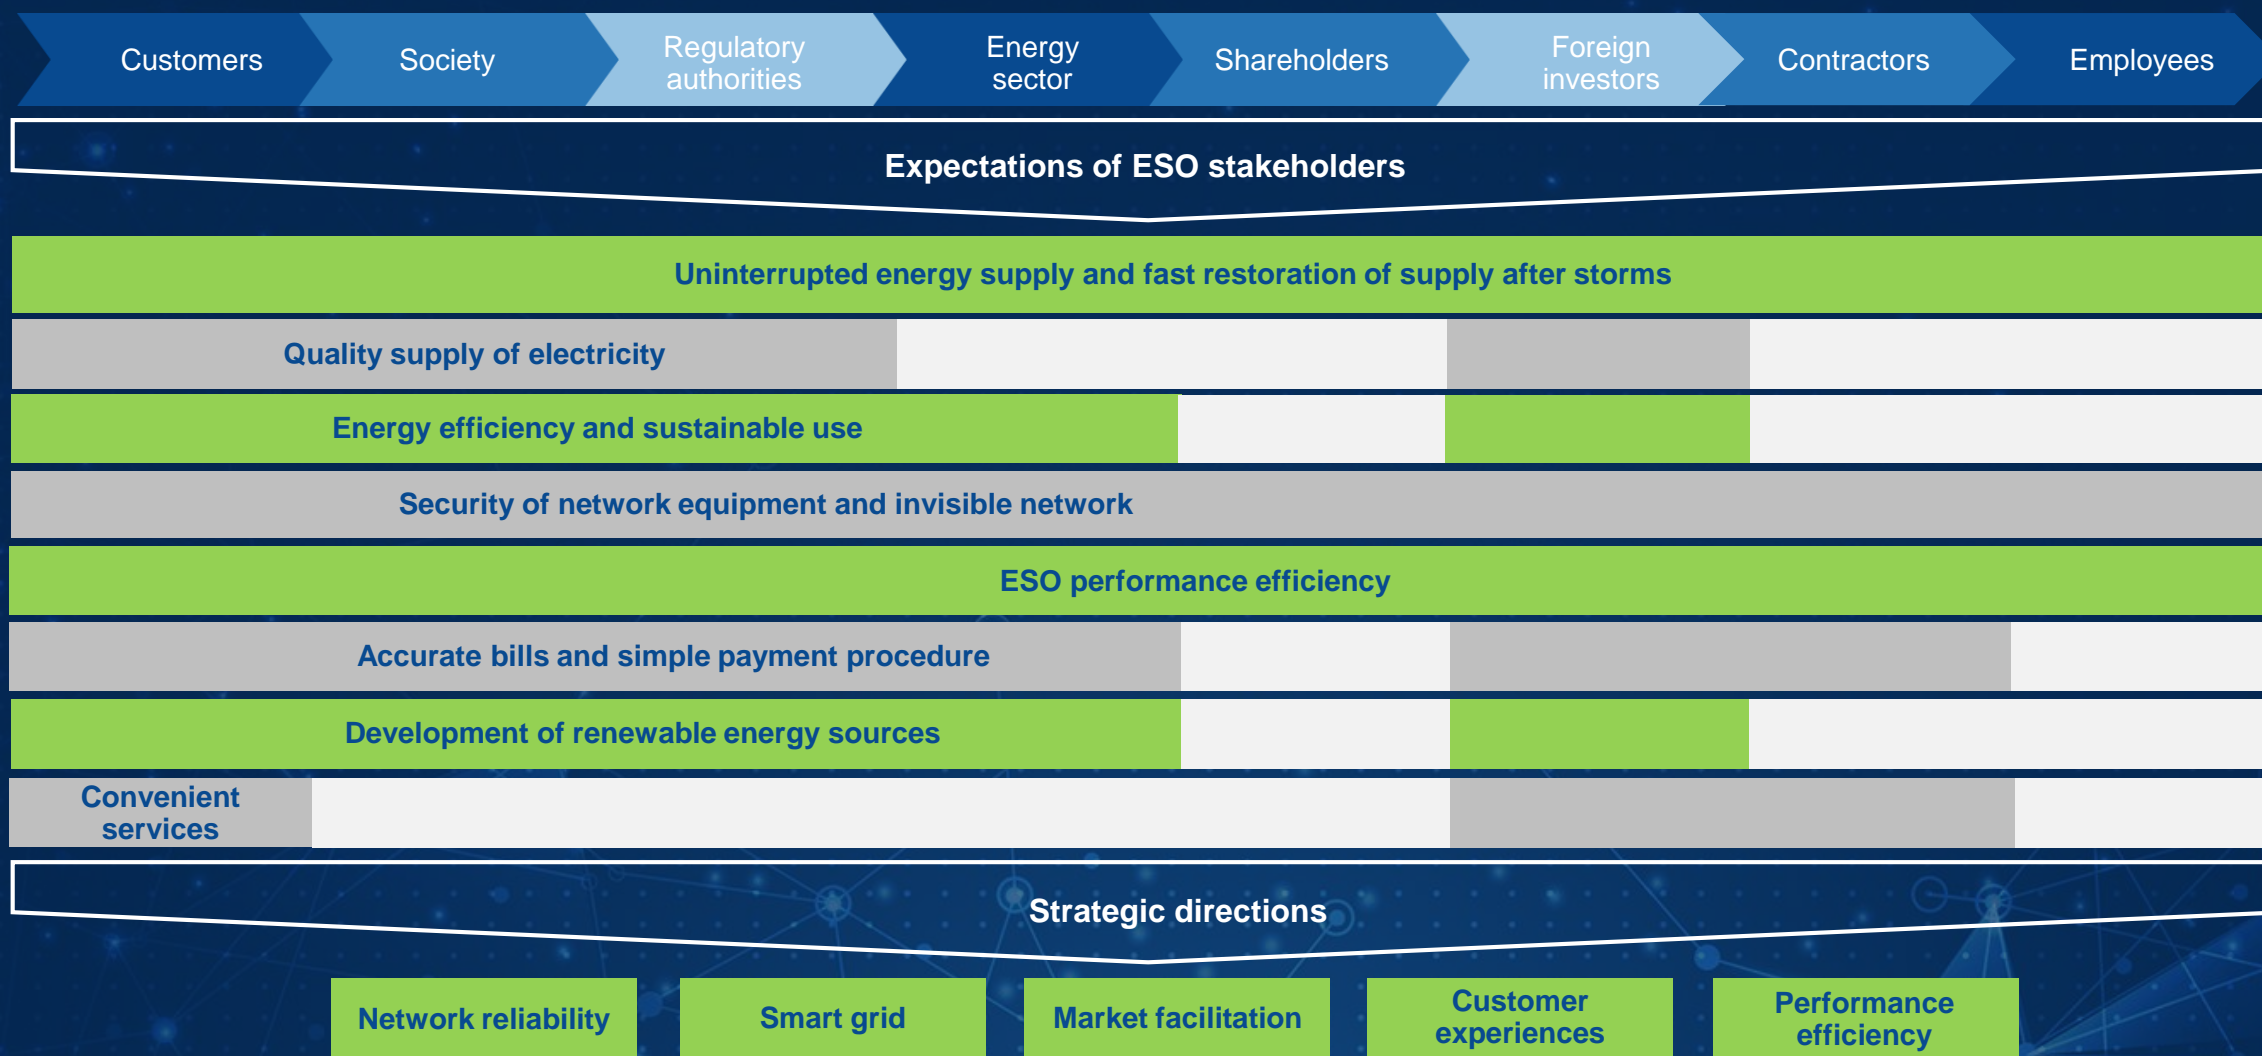 Customers
Society
Regulatory
authorities
Energy
sector
Shareholders
Foreign
investors
Contractors
Employees
Expectations of ESO stakeholders
Uninterrupted energy supply and fast restoration of supply after storms
Quality supply of electricity
Energy efficiency and sustainable use
Security of network equipment and invisible network
ESO performance efficiency
Accurate bills and simple payment procedure
Development of renewable energy sources
Convenient
services
Strategic directions
Network reliability
Smart grid
Market facilitation
Customer
experiences
Performance
efficiency